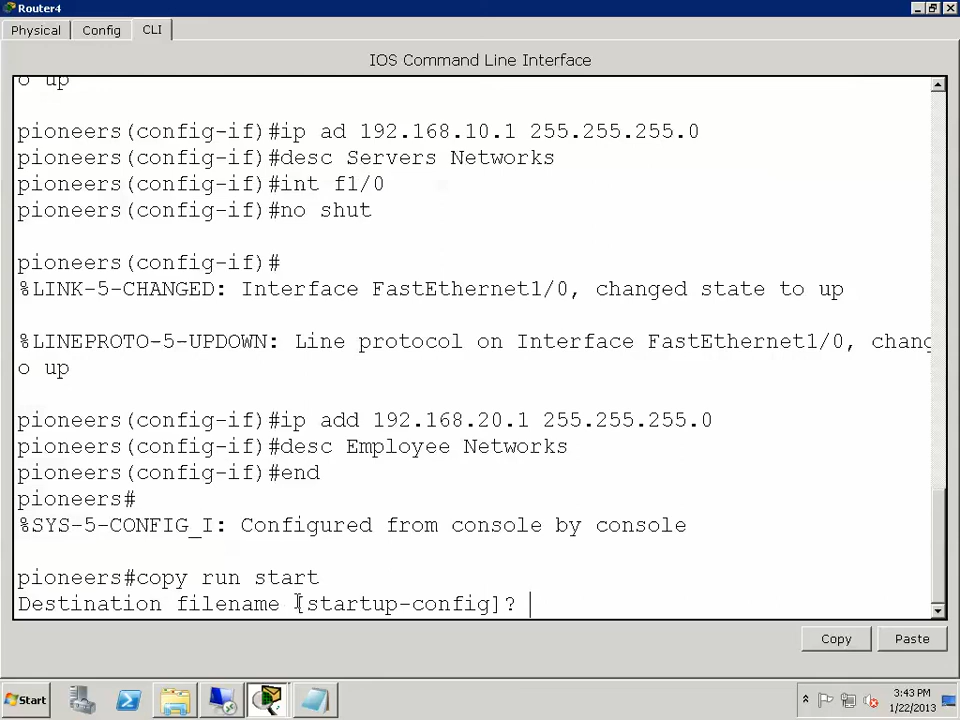 Router4
Physical Config CLI
IOS Command Line Interface
o up
pioneers(config-if)#ip ad 192.168.10.1 255.255.255.0
pioneers(config-if)#desc Servers Networks
pioneers(config-if)#int f1/0
pioneers(config-if)#no shut
pioneers(config-if)#
%LINK-5-CHANGED: Interface FastEthernet1/0, changed state to up
%LINEPROTO-5-UPDOWN: Line protocol on Interface FastEthernet1/0, chang
o up
pioneers(config-if)#ip add 192.168.20.1 255.255.255.0
pioneers(config-if)#desc Employee Networks
pioneers(config-if)#end
pioneers#
%SYS-5-CONFIG_I: Configured from console by console
pioneers#copy run start
Destination filename [startup-config]?
Copy Paste
Start
3:43 PM
1/22/2013